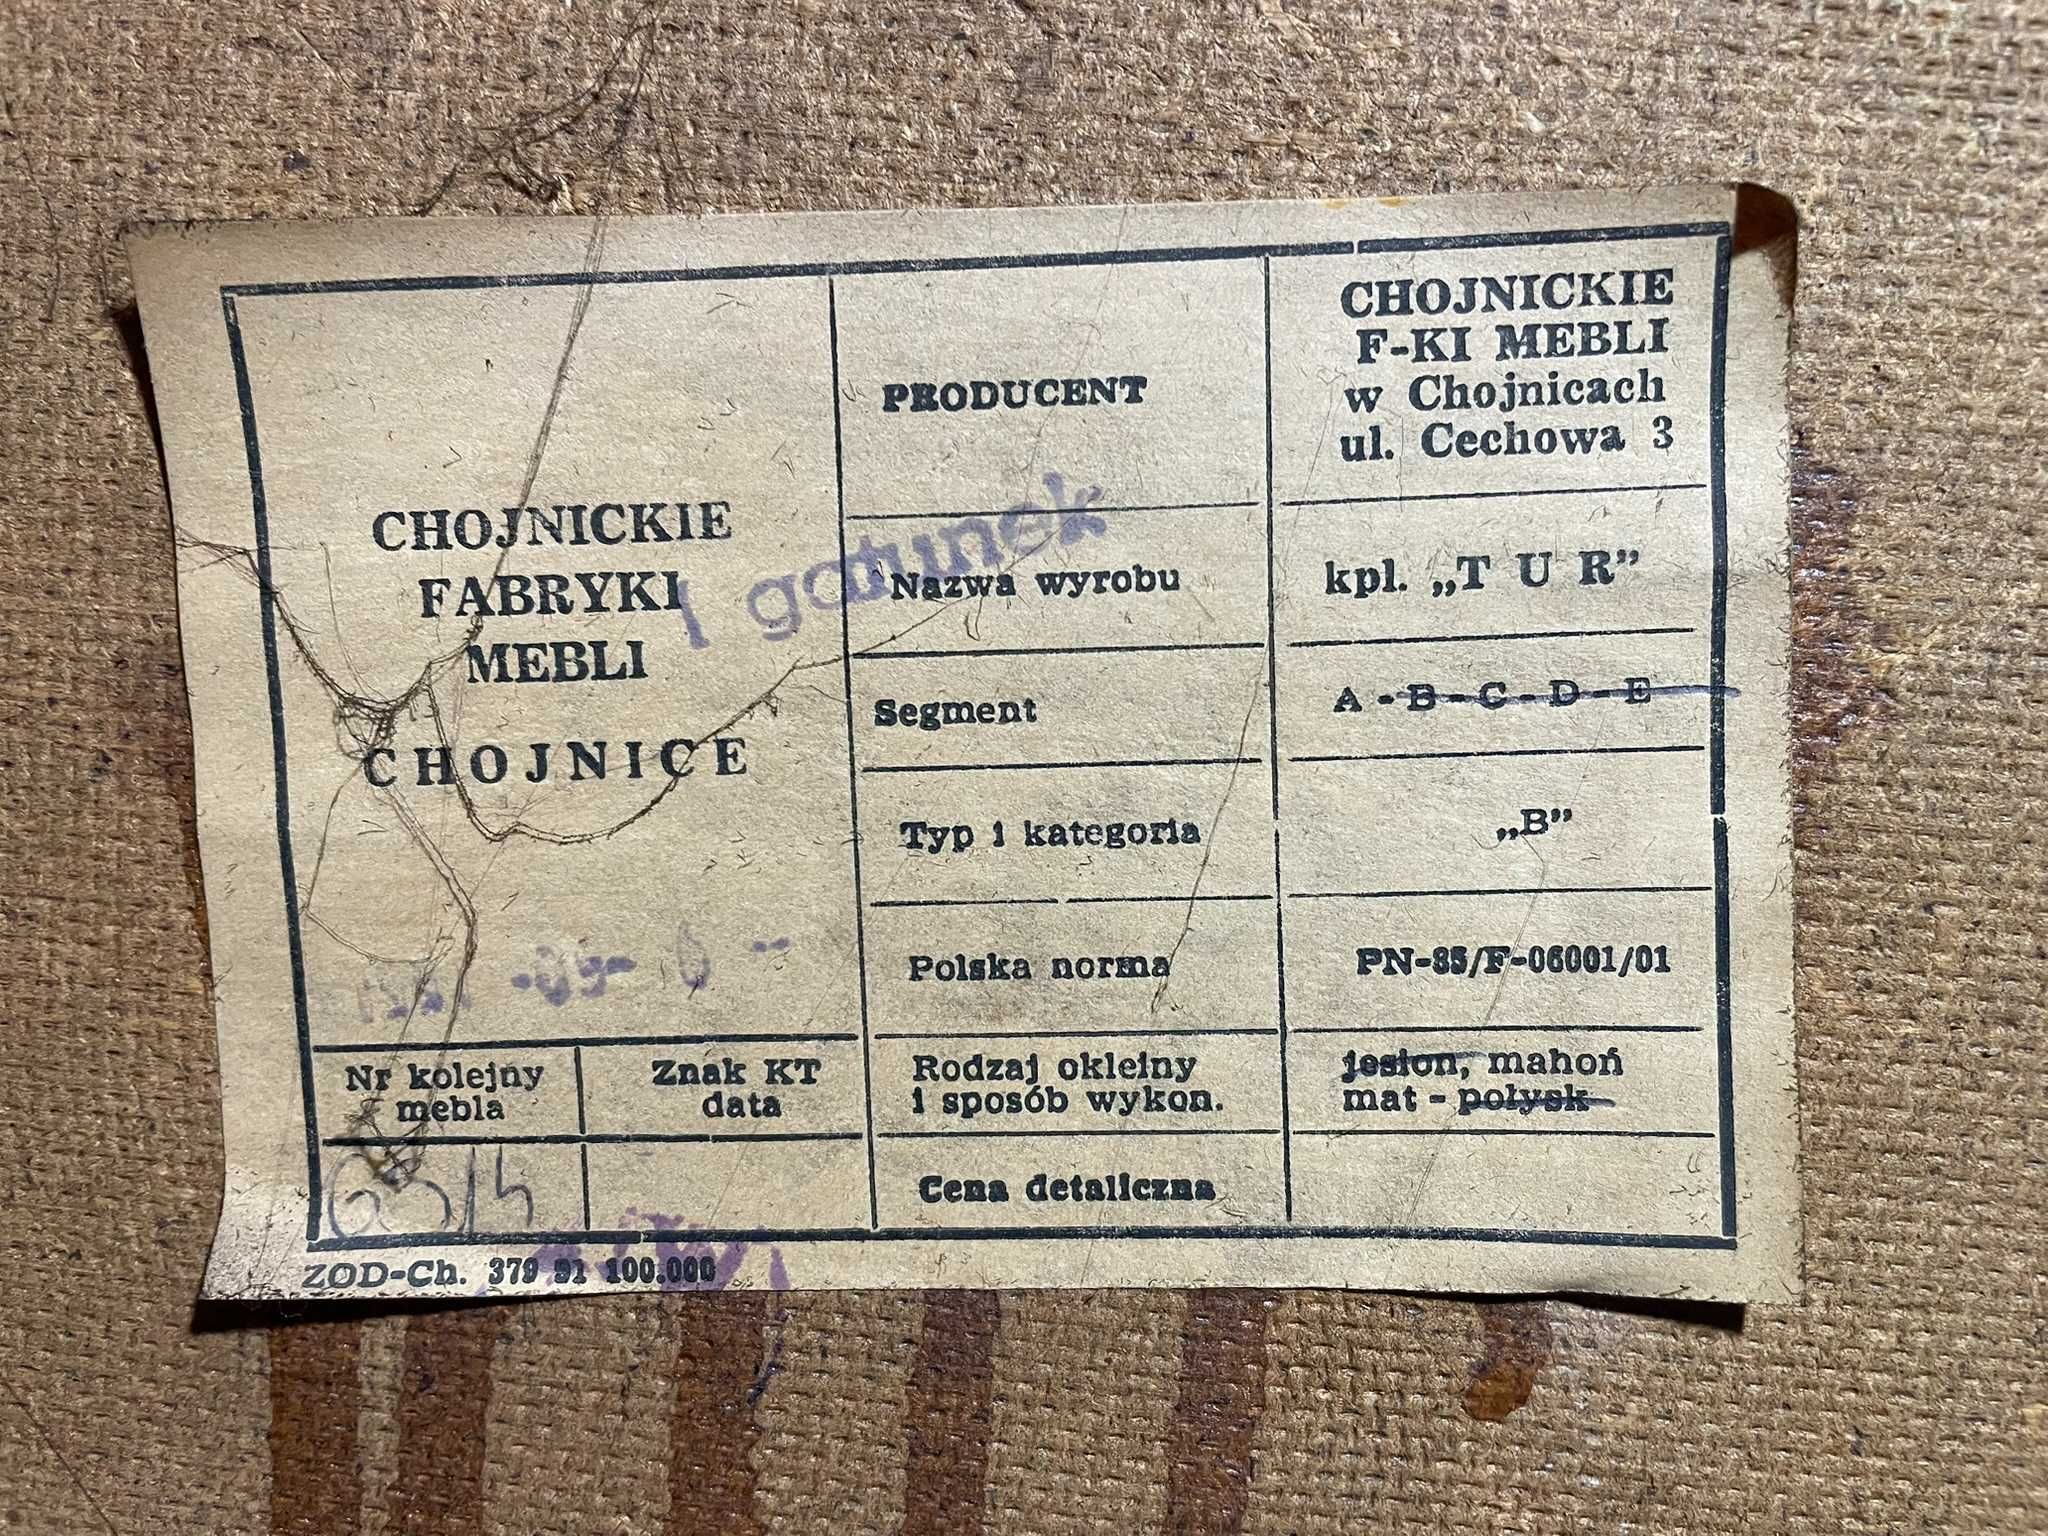 CHOJNICKIE
FABRYKI
MEBLI
CHOJNICE
I gatunek
Nr kolejny
mebla
Znak KT
data
PRODUCENT
CHOJNICKIE
F-KI MEBLI
w Chojnicach
ul. Cechowa 3
Nazwa wyrobu
kpl. „T U R”
Segment
A - B - C - D - E
Typ i kategoria
„B”
Polska norma
PN-85/F-06001/01
Rodzaj okleiny
i sposób wykon.
jesion, mahoń
mat - połysk
Cena detaliczna
ZOD-Ch. 379 91 100.000